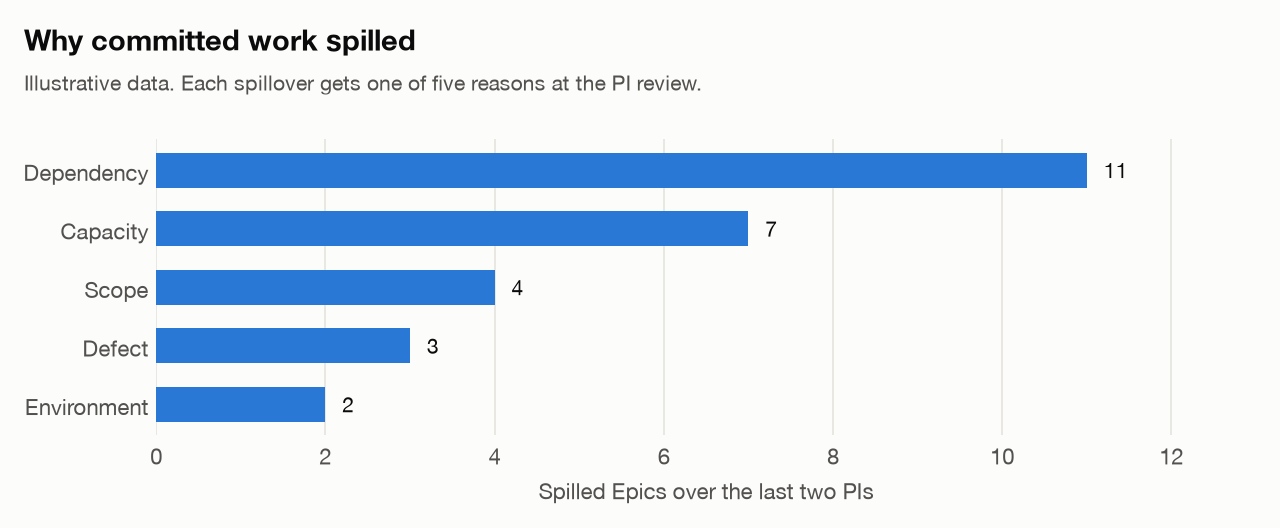 Why committed work spilled
Illustrative data. Each spillover gets one of five reasons at the PI review.
Dependency 11
Capacity 7
Scope 4
Defect 3
Environment 2
0 2 4 6 8 10 12
Spilled Epics over the last two PIs